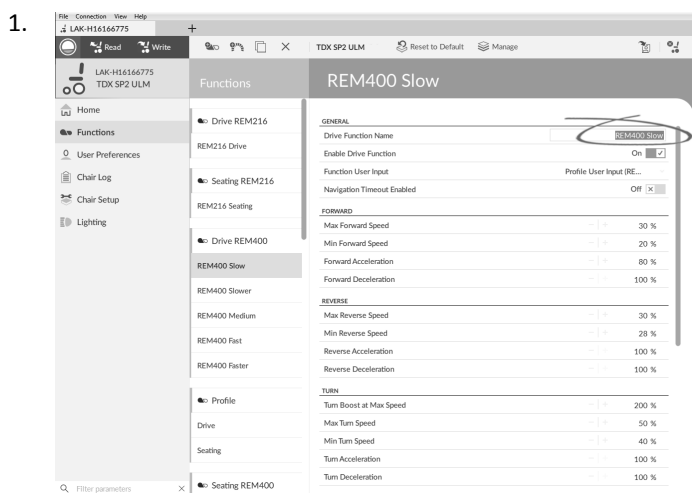 1.
File Connection View Help
LAK-H16166775 +
Read Write TDX SP2 ULM Reset to Default Manage
LAK-H16166775
TDX SP2 ULM
Home
Functions
User Preferences
Chair Log
Chair Setup
Lighting
Filter parameters
Functions
Drive REM216
REM216 Drive
Seating REM216
REM216 Seating
Drive REM400
REM400 Slow
REM400 Slower
REM400 Medium
REM400 Fast
REM400 Faster
Profile
Drive
Seating
Seating REM400
REM400 Slow
GENERAL
Drive Function Name REM400 Slow
Enable Drive Function On
Function User Input Profile User Input (RE...
Navigation Timeout Enabled Off
FORWARD
Max Forward Speed − + 30 %
Min Forward Speed − + 20 %
Forward Acceleration − + 80 %
Forward Deceleration − + 100 %
REVERSE
Max Reverse Speed − + 30 %
Min Reverse Speed − + 28 %
Reverse Acceleration − + 100 %
Reverse Deceleration − + 100 %
TURN
Turn Boost at Max Speed − + 200 %
Max Turn Speed − + 50 %
Min Turn Speed − + 40 %
Turn Acceleration − + 100 %
Turn Deceleration − + 100 %